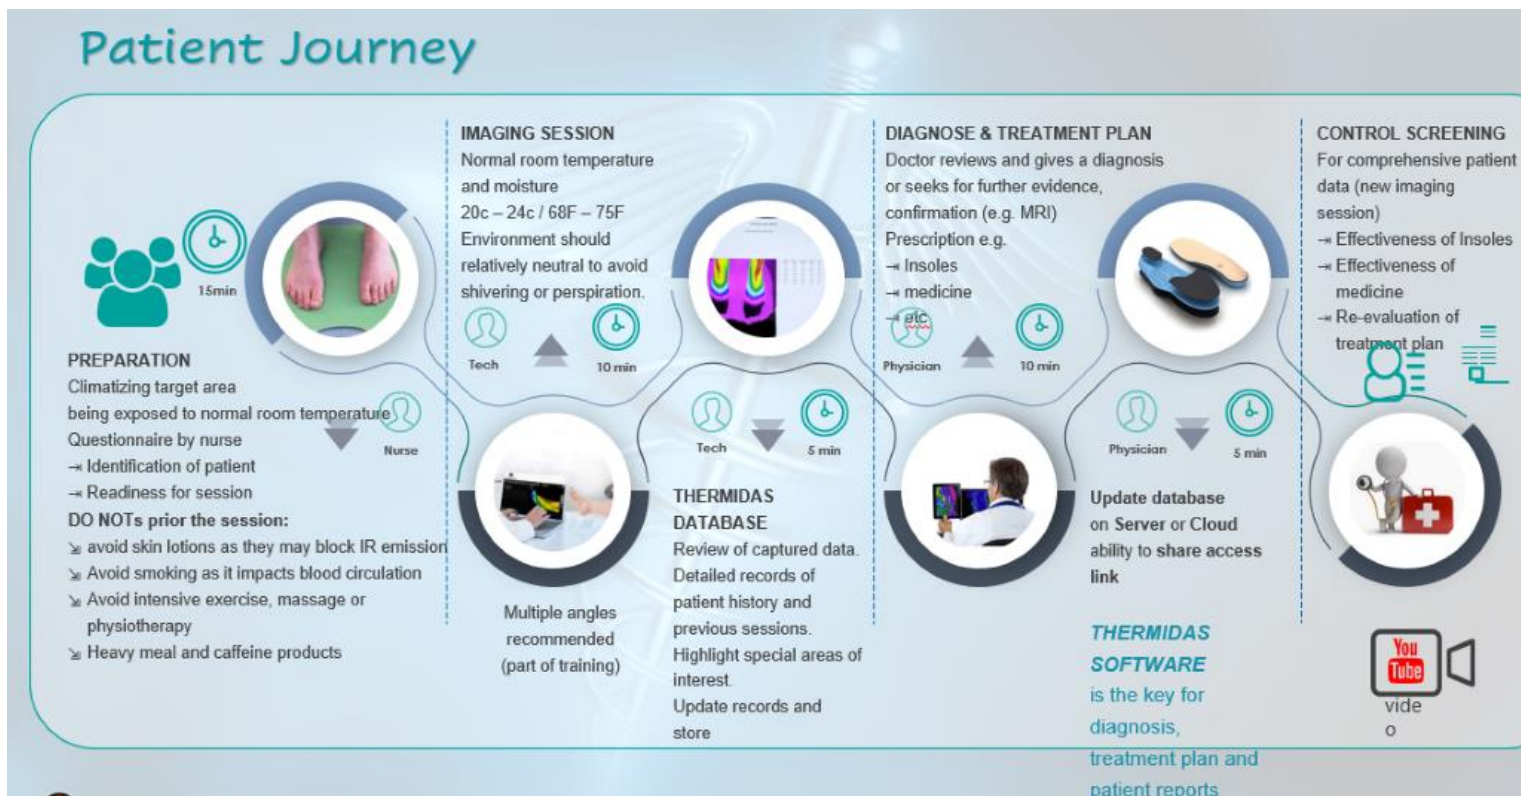 Patient Journey
15min
PREPARATION
Climatizing target area
being exposed to normal room temperature
Questionnaire by nurse
⇥ Identification of patient
⇥ Readiness for session
DO NOTs prior the session:
⇲ avoid skin lotions as they may block IR emission
⇲ Avoid smoking as it impacts blood circulation
⇲ Avoid intensive exercise, massage or
physiotherapy
⇲ Heavy meal and caffeine products
Nurse
IMAGING SESSION
Normal room temperature
and moisture
20c – 24c / 68F – 75F
Environment should
relatively neutral to avoid
shivering or perspiration.
Tech
10 min
Multiple angles
recommended
(part of training)
Tech
5 min
THERMIDAS
DATABASE
Review of captured data.
Detailed records of
patient history and
previous sessions.
Highlight special areas of
interest.
Update records and
store
DIAGNOSE & TREATMENT PLAN
Doctor reviews and gives a diagnosis
or seeks for further evidence,
confirmation (e.g. MRI)
Prescription e.g.
⇥ Insoles
⇥ medicine
⇥ etc
Physician
10 min
Physician
5 min
Update database
on Server or Cloud
ability to share access
link
THERMIDAS
SOFTWARE
is the key for
diagnosis,
treatment plan and
patient reports
CONTROL SCREENING
For comprehensive patient
data (new imaging
session)
⇥ Effectiveness of Insoles
⇥ Effectiveness of
medicine
⇥ Re-evaluation of
treatment plan
You
Tube
vide
o